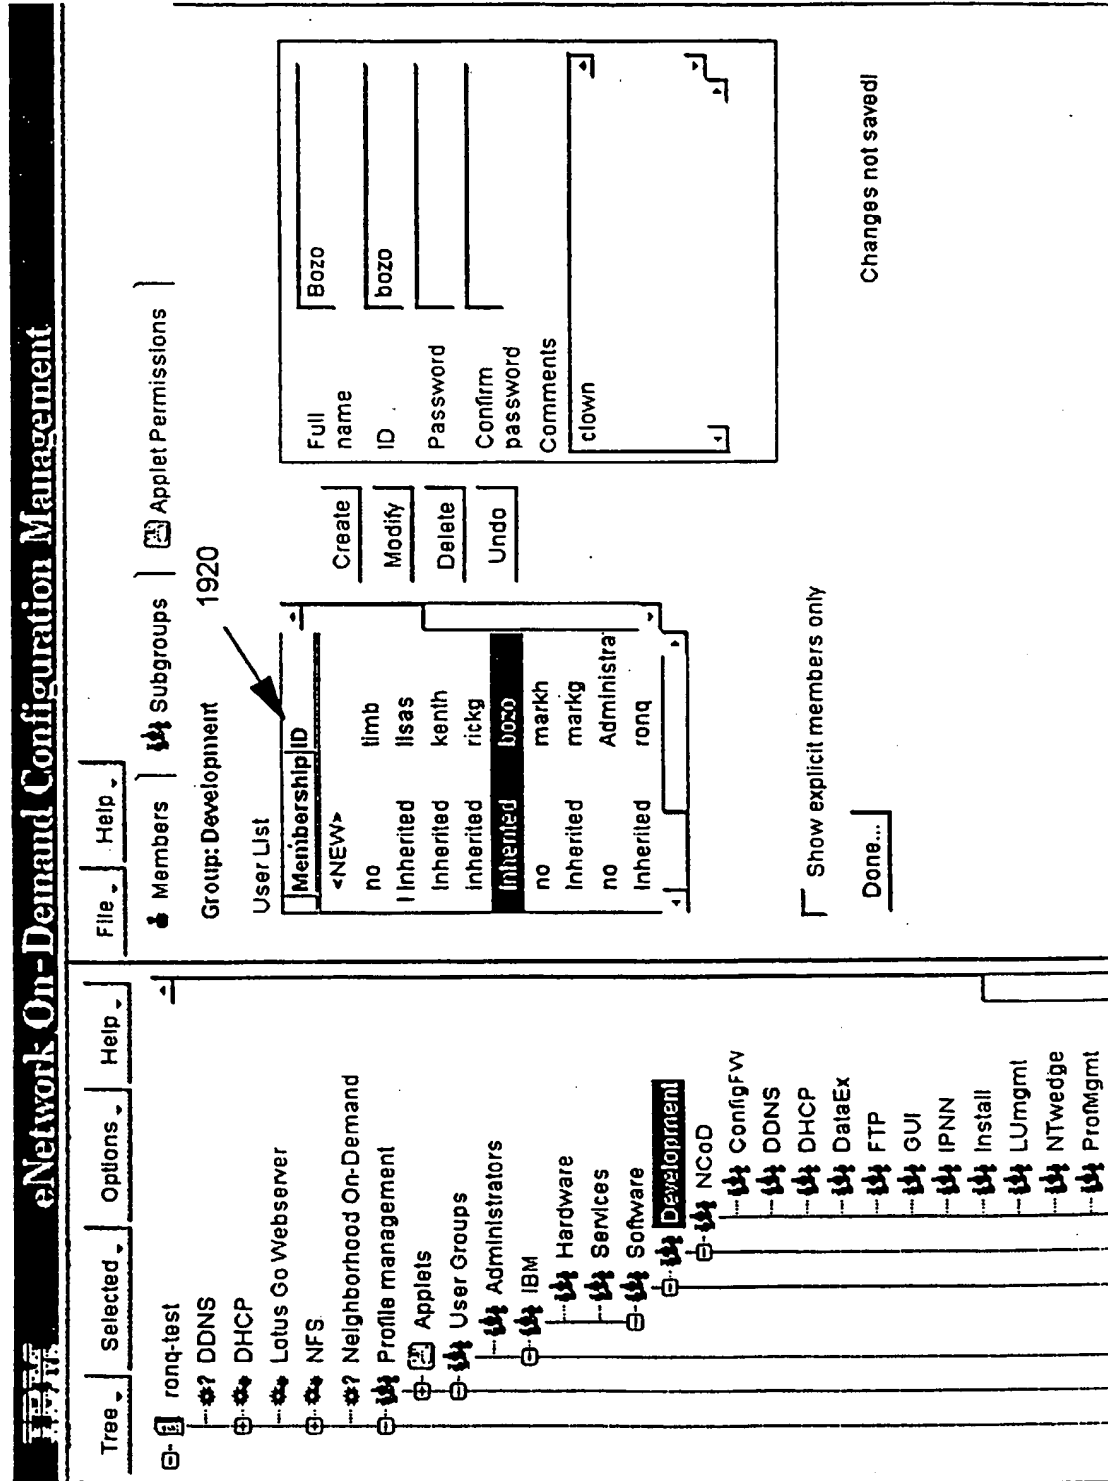 IBM
eNetwork On-Demand Configuration Management
Tree Selected Options Help
ronq-test
? DDNS
DHCP
Lotus Go Webserver
NFS
? Neighborhood On-Demand
Profile management
Applets
User Groups
Administrators
IBM
Hardware
Services
Software
Development
NCoD
ConfigFW
DDNS
DHCP
DataEx
FTP
GUI
IPNN
Install
LUmgmt
NTwedge
ProfMgmt
File Help
Members Subgroups Applet Permissions
Group: Development
1920
User List
Membership ID
<NEW>
no timb
Inherited lisas
Inherited kenth
inherited rickg
Inherited bozo
no markh
Inherited markg
no Administra
Inherited ronq
Create
Modify
Delete
Undo
Full name Bozo
ID bozo
Password
Confirm password
Comments
clown
Show explicit members only
Done...
Changes not saved!